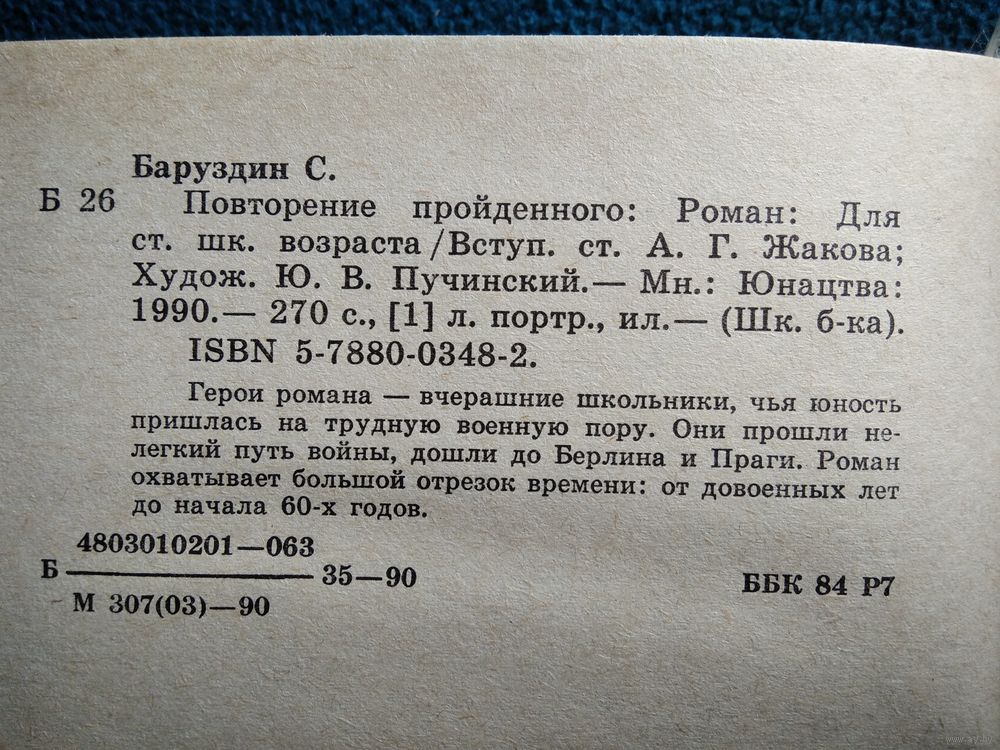 Баруздин С.
Б 26 Повторение пройденного: Роман: Для
ст. шк. возраста/Вступ. ст. А. Г. Жакова;
Худож. Ю. В. Пучинский.— Мн.: Юнацтва:
1990.— 270 с., [1] л. портр., ил.— (Шк. б-ка).
ISBN 5-7880-0348-2.
Герои романа — вчерашние школьники, чья юность
пришлась на трудную военную пору. Они прошли не-
легкий путь войны, дошли до Берлина и Праги. Роман
охватывает большой отрезок времени: от довоенных лет
до начала 60-х годов.
4803010201—063
Б 35—90
М 307(03)—90
ББК 84 Р7
www.ay.by